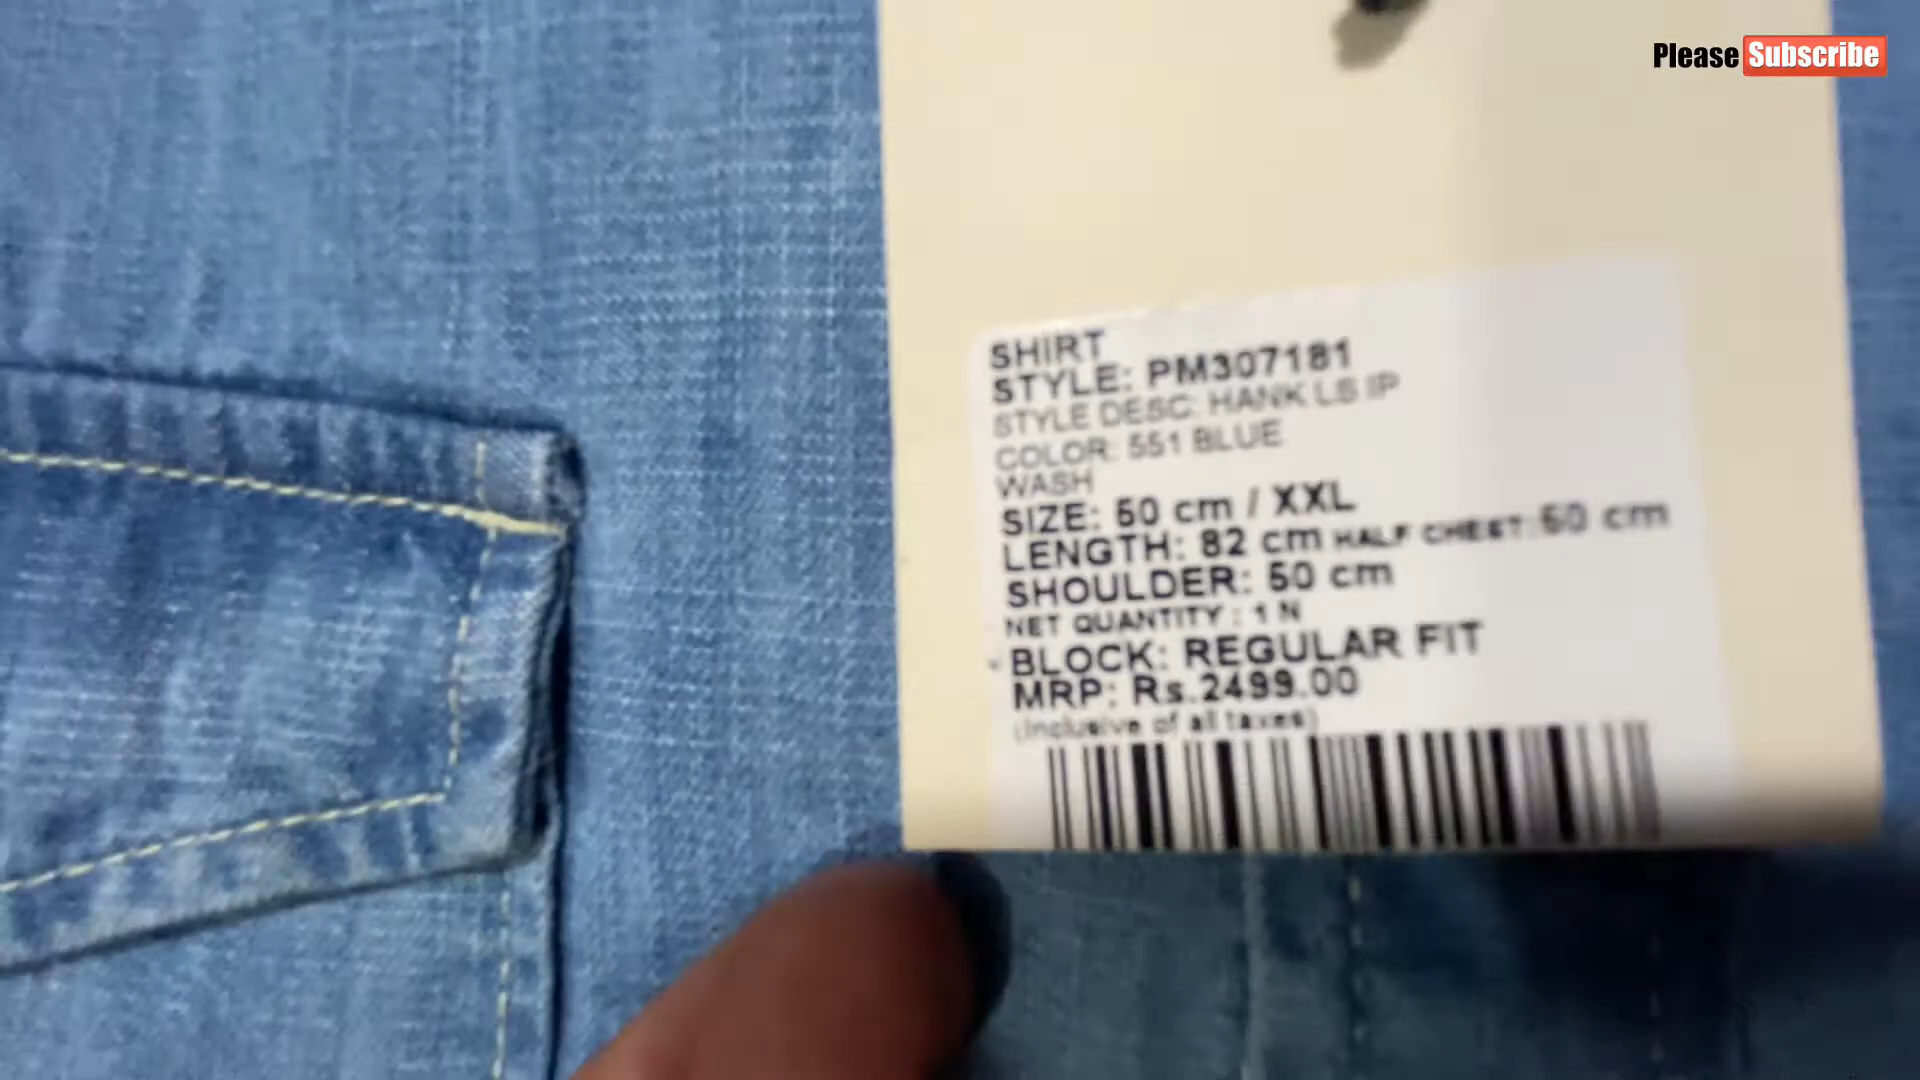 Please Subscribe
SHIRT
STYLE: PM307181
STYLE DESC: HANK LS IP
COLOR: 551 BLUE
WASH
SIZE: 50 cm / XXL
LENGTH: 82 cm HALF CHEST: 60 cm
SHOULDER: 50 cm
NET QUANTITY : 1 N
BLOCK: REGULAR FIT
MRP: Rs.2499.00
(Inclusive of all taxes)